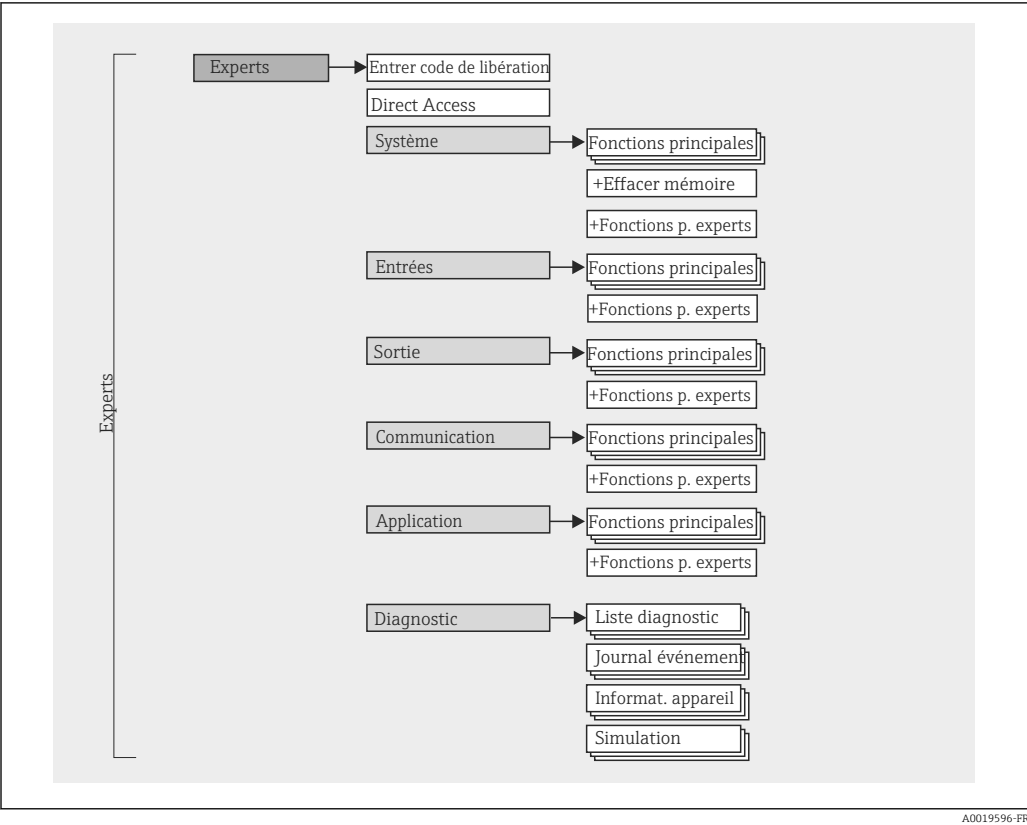 Experts
Entrer code de libération
Direct Access
Système
Fonctions principales
+Effacer mémoire
+Fonctions p. experts
Entrées
Fonctions principales
+Fonctions p. experts
Sortie
Fonctions principales
+Fonctions p. experts
Experts
Communication
Fonctions principales
+Fonctions p. experts
Application
Fonctions principales
+Fonctions p. experts
Diagnostic
Liste diagnostic
Journal événement
Informat. appareil
Simulation
A0019596-FR